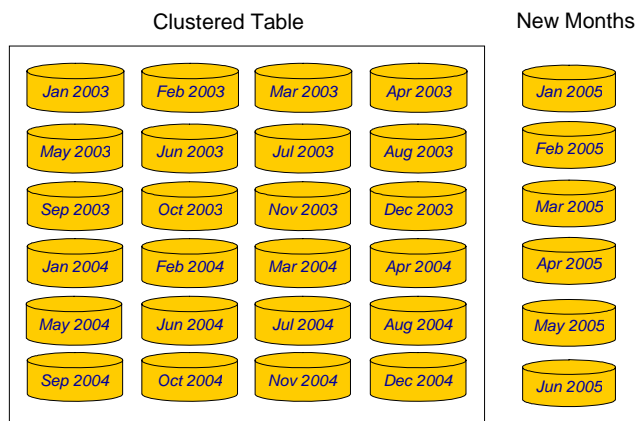 Clustered Table New Months
Jan 2003 Feb 2003 Mar 2003 Apr 2003 Jan 2005
May 2003 Jun 2003 Jul 2003 Aug 2003 Feb 2005
Sep 2003 Oct 2003 Nov 2003 Dec 2003 Mar 2005
Jan 2004 Feb 2004 Mar 2004 Apr 2004 Apr 2005
May 2004 Jun 2004 Jul 2004 Aug 2004 May 2005
Sep 2004 Oct 2004 Nov 2004 Dec 2004 Jun 2005